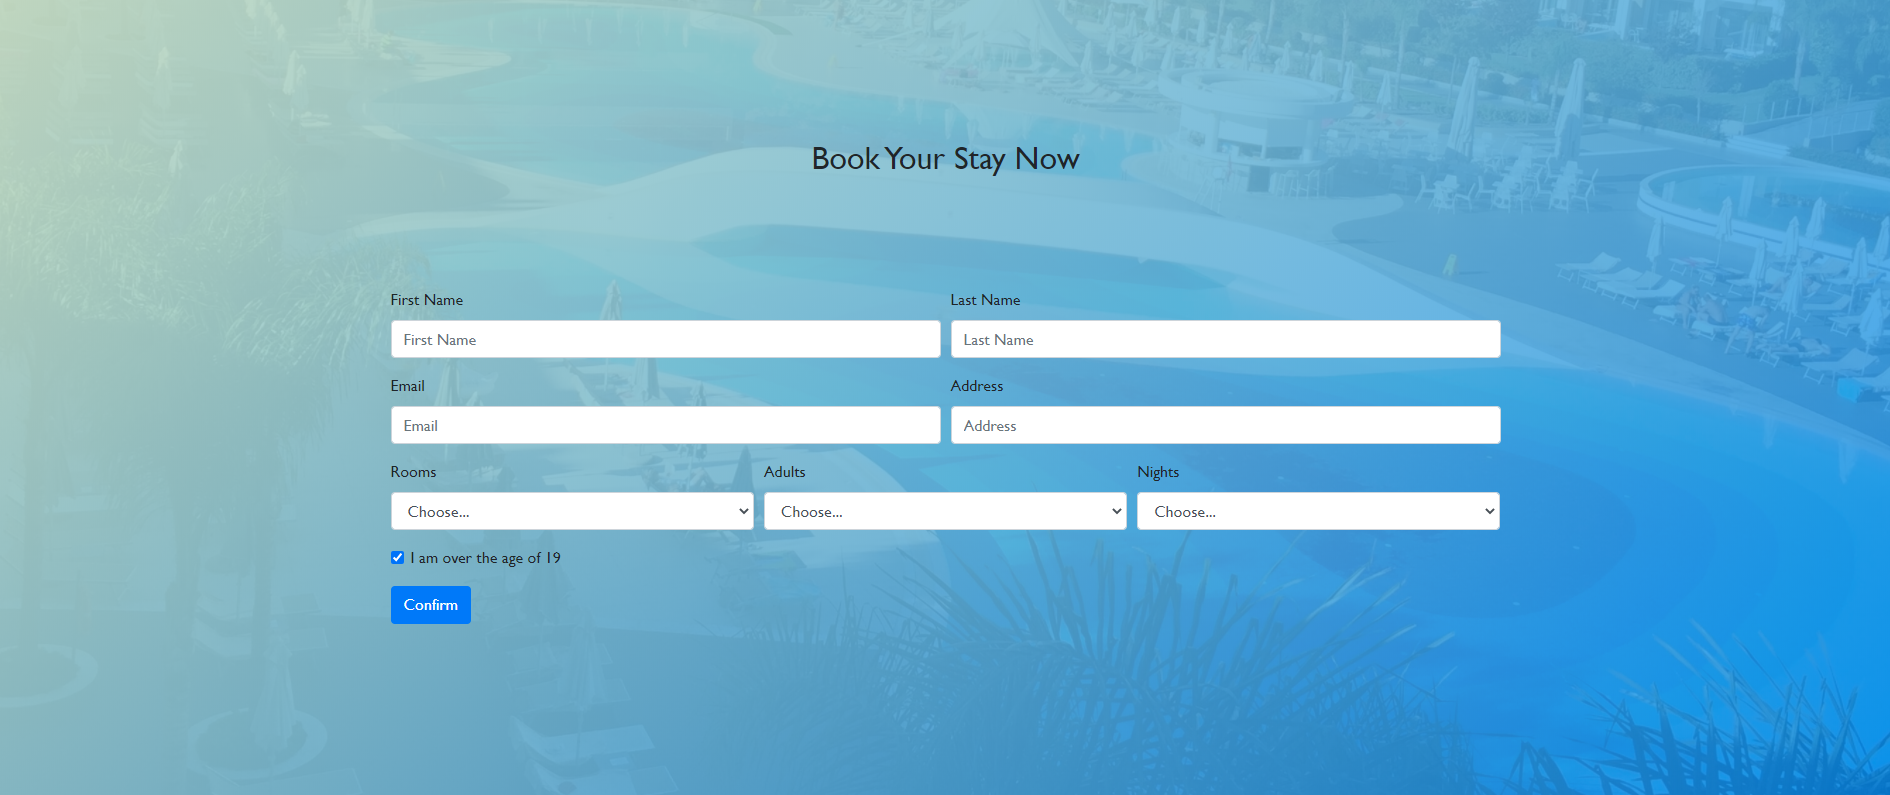 Book Your Stay Now
First Name Last Name
First Name Last Name
Email Address
Email Address
Rooms Adults Nights
Choose... Choose... Choose...
I am over the age of 19
Confirm